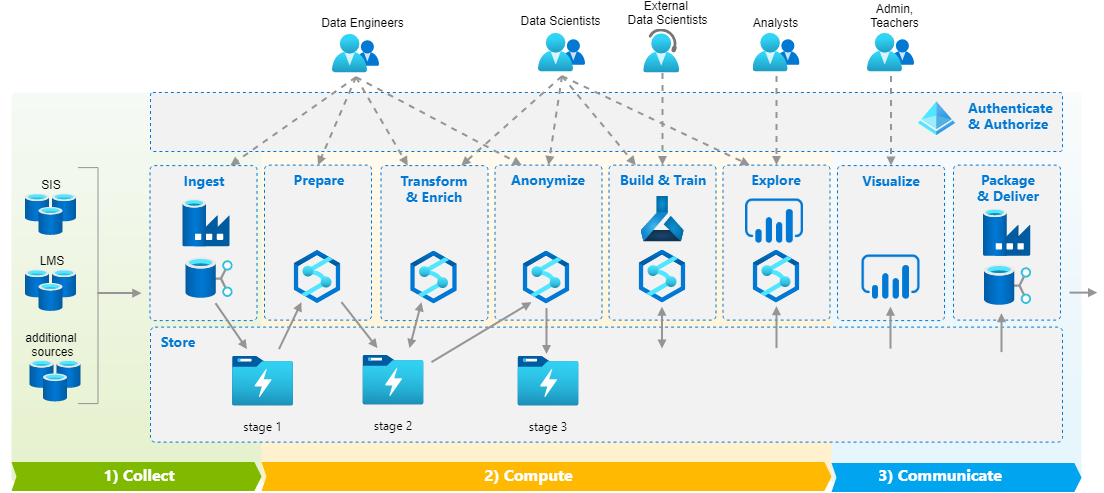 Data Engineers
Data Scientists
External
Data Scientists
Analysts
Admin,
Teachers
Authenticate
& Authorize
SIS
LMS
additional
sources
Ingest
Prepare
Transform
& Enrich
Anonymize
Build & Train
Explore
Visualize
Package
& Deliver
Store
stage 1
stage 2
stage 3
1) Collect
2) Compute
3) Communicate